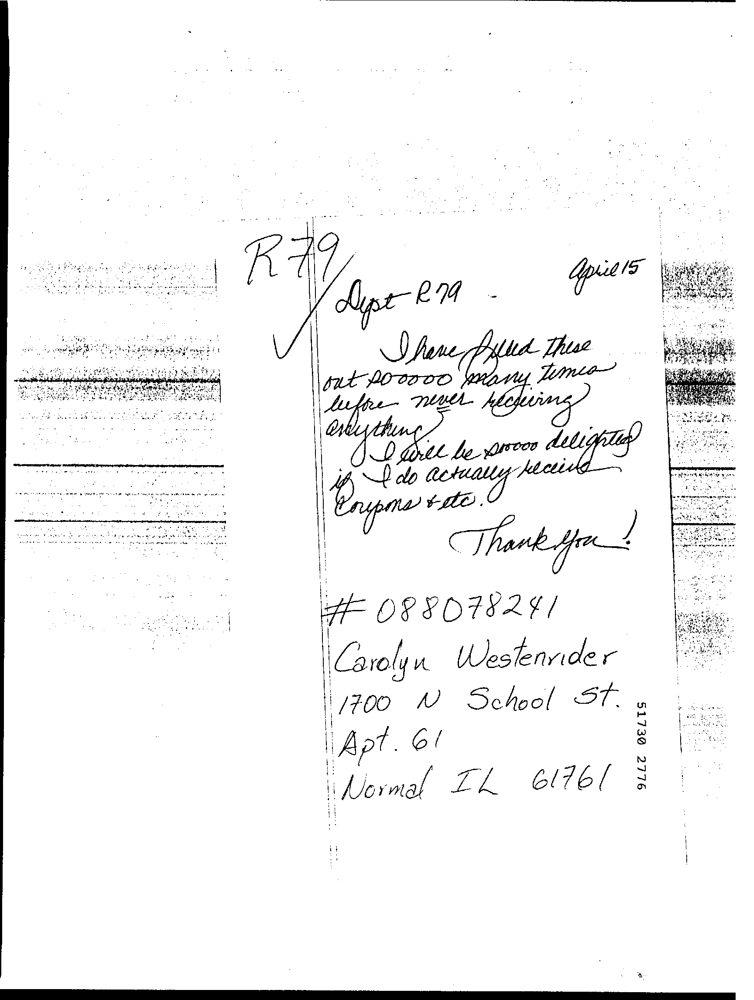 R79
April 15
Dept R79 -
I have filled these
out sooooo many times
before never receiving
anything
I will be soooo delighted
if I do actually receive
Coupons & etc.
Thank you!
# 088078241
Carolyn Westenrider
1700 N School St.
Apt. 61
Normal IL 61761
51730 2776